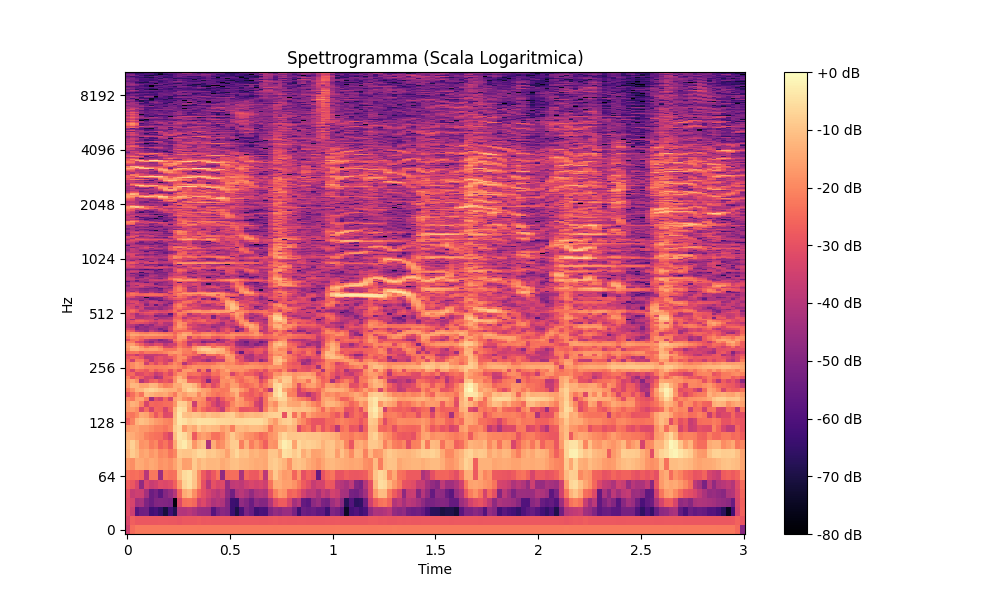 Spettrogramma (Scala Logaritmica)
Hz
8192
4096
2048
1024
512
256
128
64
0
0
0.5
1
1.5
2
2.5
3
Time
+0 dB
-10 dB
-20 dB
-30 dB
-40 dB
-50 dB
-60 dB
-70 dB
-80 dB